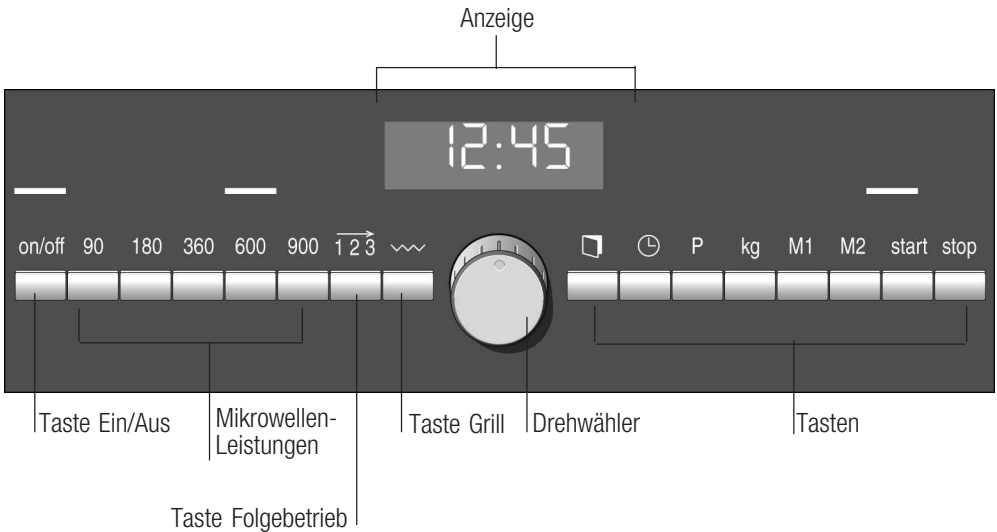 Anzeige
12:45
on/off 90 180 360 600 900 1 2 3 P kg M1 M2 start stop
Taste Ein/Aus
Mikrowellen-
Leistungen
Taste Grill
Drehwähler
Tasten
Taste Folgebetrieb